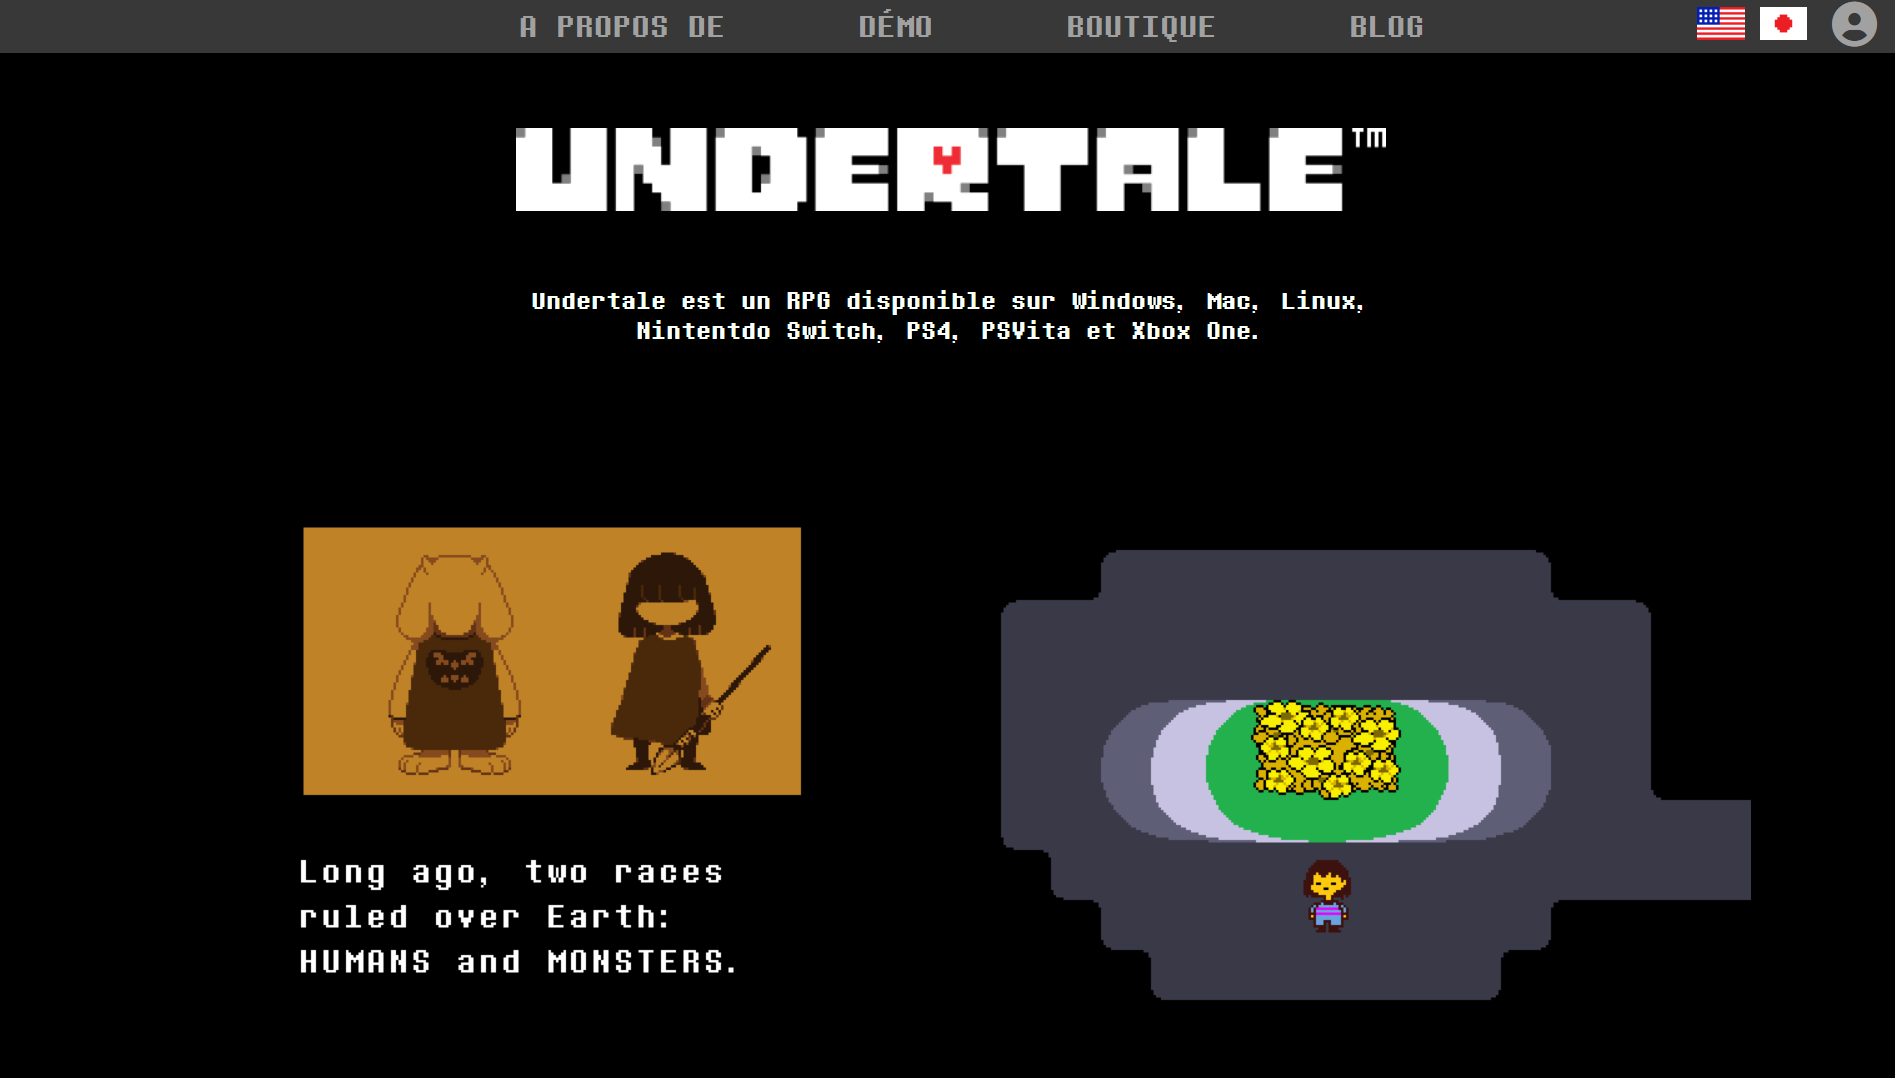 A PROPOS DE DÉMO BOUTIQUE BLOG
UNDERTALE™
Undertale est un RPG disponible sur Windows, Mac, Linux,
Nintentdo Switch, PS4, PSVita et Xbox One.
Long ago, two races
ruled over Earth:
HUMANS and MONSTERS.